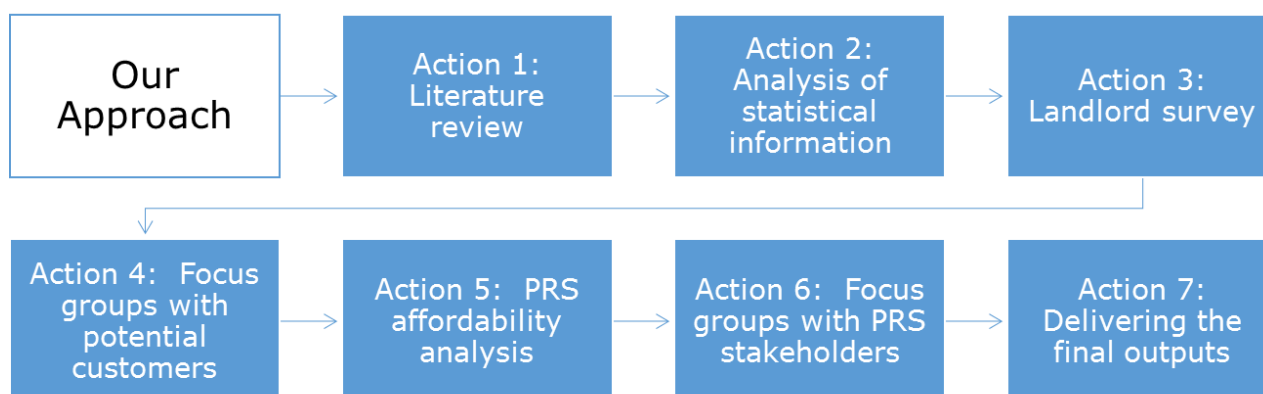 Our
Approach
Action 1:
Literature
review
Action 2:
Analysis of
statistical
information
Action 3:
Landlord survey
Action 4:  Focus
groups with
potential
customers
Action 5:  PRS
affordability
analysis
Action 6:  Focus
groups with PRS
stakeholders
Action 7:
Delivering the
final outputs